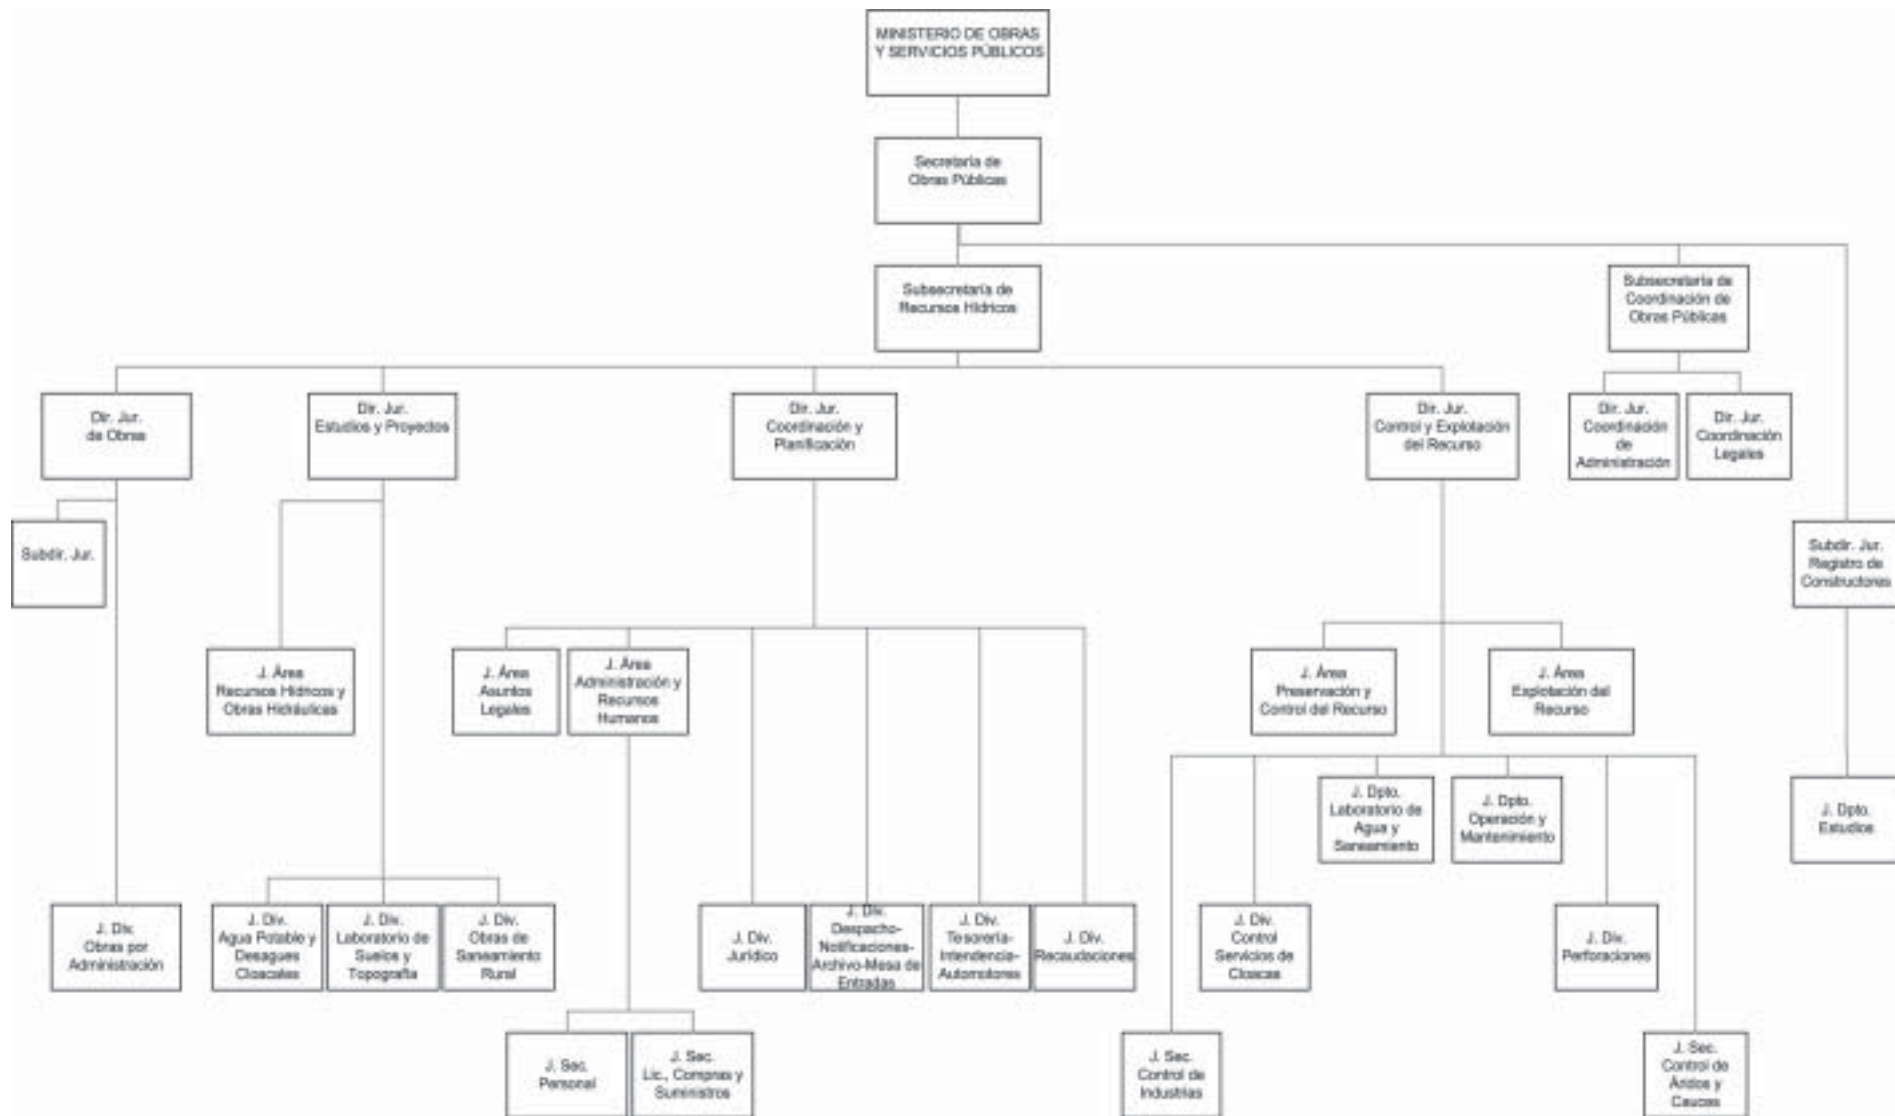 MINISTERIO DE OBRAS
Y SERVICIOS PÚBLICOS
Secretaría de
Obras Públicas
Subsecretaría de
Recursos Hídricos
Subsecretaría de
Coordinación de
Obras Públicas
Dir. Jur.
de Obras
Dir. Jur.
Estudios y Proyectos
Dir. Jur.
Coordinación y
Planificación
Dir. Jur.
Control y Explotación
del Recurso
Dir. Jur.
Coordinación
de
Administración
Dir. Jur.
Coordinación
Legales
Subdir. Jur.
Subdir. Jur.
Registro de
Constructores
J. Área
Recursos Hídricos y
Obras Hidráulicas
J. Área
Asuntos
Legales
J. Área
Administración y
Recursos
Humanos
J. Área
Preservación y
Control del Recurso
J. Área
Explotación del
Recurso
J. Dpto.
Laboratorio de
Agua y
Saneamiento
J. Dpto.
Operación y
Mantenimiento
J. Dpto.
Estudios
J. Div.
Obras por
Administración
J. Div.
Agua Potable y
Desagues
Cloacales
J. Div.
Laboratorio de
Suelos y
Topografía
J. Div.
Obras de
Saneamiento
Rural
J. Div.
Jurídico
J. Div.
Despacho-
Notificaciones-
Archivo-Mesa de
Entradas
J. Div.
Tesorería-
Intendencia-
Automotores
J. Div.
Recaudaciones
J. Div.
Control
Servicios de
Cloacas
J. Div.
Perforaciones
J. Sec.
Personal
J. Sec.
Lic., Compras y
Suministros
J. Sec.
Control de
Industrias
J. Sec.
Control de
Áridos y
Cauces